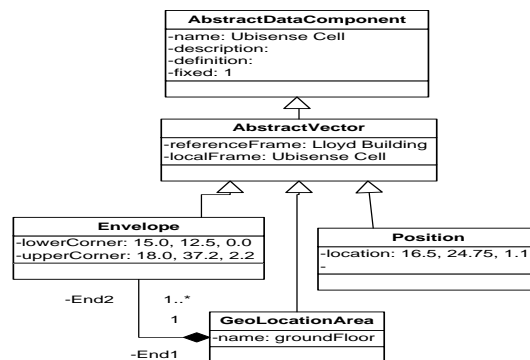 AbstractDataComponent
-name: Ubisense Cell
-description:
-definition:
-fixed: 1
AbstractVector
-referenceFrame: Lloyd Building
-localFrame: Ubisense Cell
Envelope
-lowerCorner: 15.0, 12.5, 0.0
-upperCorner: 18.0, 37.2, 2.2
Position
-location: 16.5, 24.75, 1.1
-
-End2
1..*
1
-End1
GeoLocationArea
-name: groundFloor